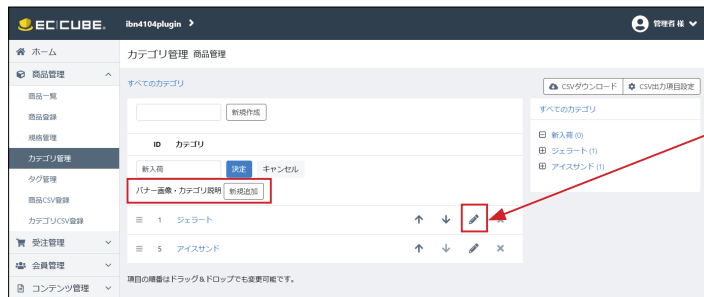 EC CUBE
ibn4104plugin
管理者 様
ホーム
商品管理
商品一覧
商品登録
規格管理
カテゴリ管理
タグ管理
商品CSV登録
カテゴリCSV登録
受注管理
会員管理
コンテンツ管理
カテゴリ管理 商品管理
すべてのカテゴリ
CSVダウンロード CSV出力項目設定
新規作成
ID カテゴリ
新入荷 決定 キャンセル
バナー画像・カテゴリ説明 新規追加
1 ジェラート
5 アイスサンド
項目の順番はドラッグ&ドロップでも変更可能です。
すべてのカテゴリ
新入荷 (0)
ジェラート (1)
アイスサンド (1)